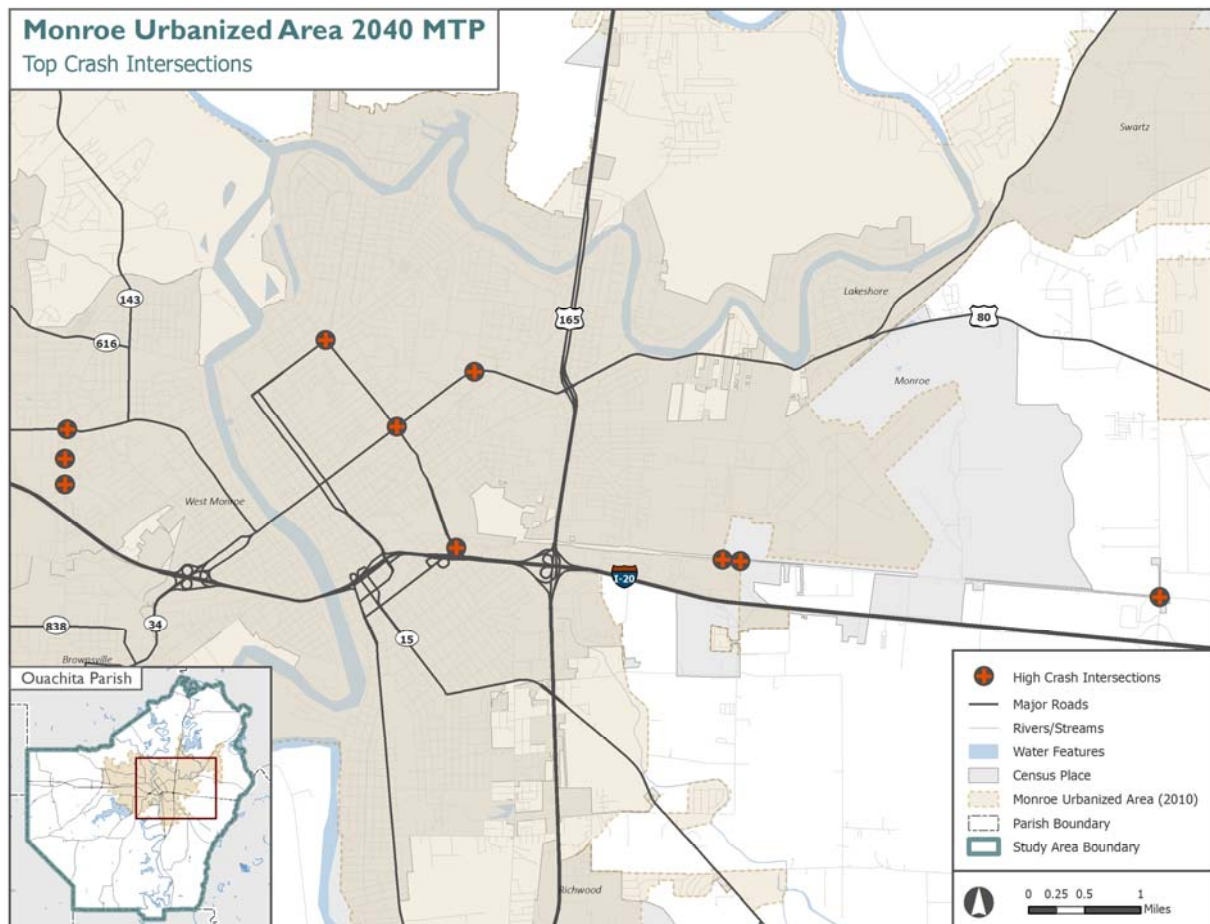 Monroe Urbanized Area 2040 MTP
Top Crash Intersections
Swartz
143
165
Lakeshore
80
616
Monroe
West Monroe
I-20
838
34
15
Brownsville
Ouachita Parish
Richwood
High Crash Intersections
Major Roads
Rivers/Streams
Water Features
Census Place
Monroe Urbanized Area (2010)
Parish Boundary
Study Area Boundary
0 0.25 0.5 1
Miles